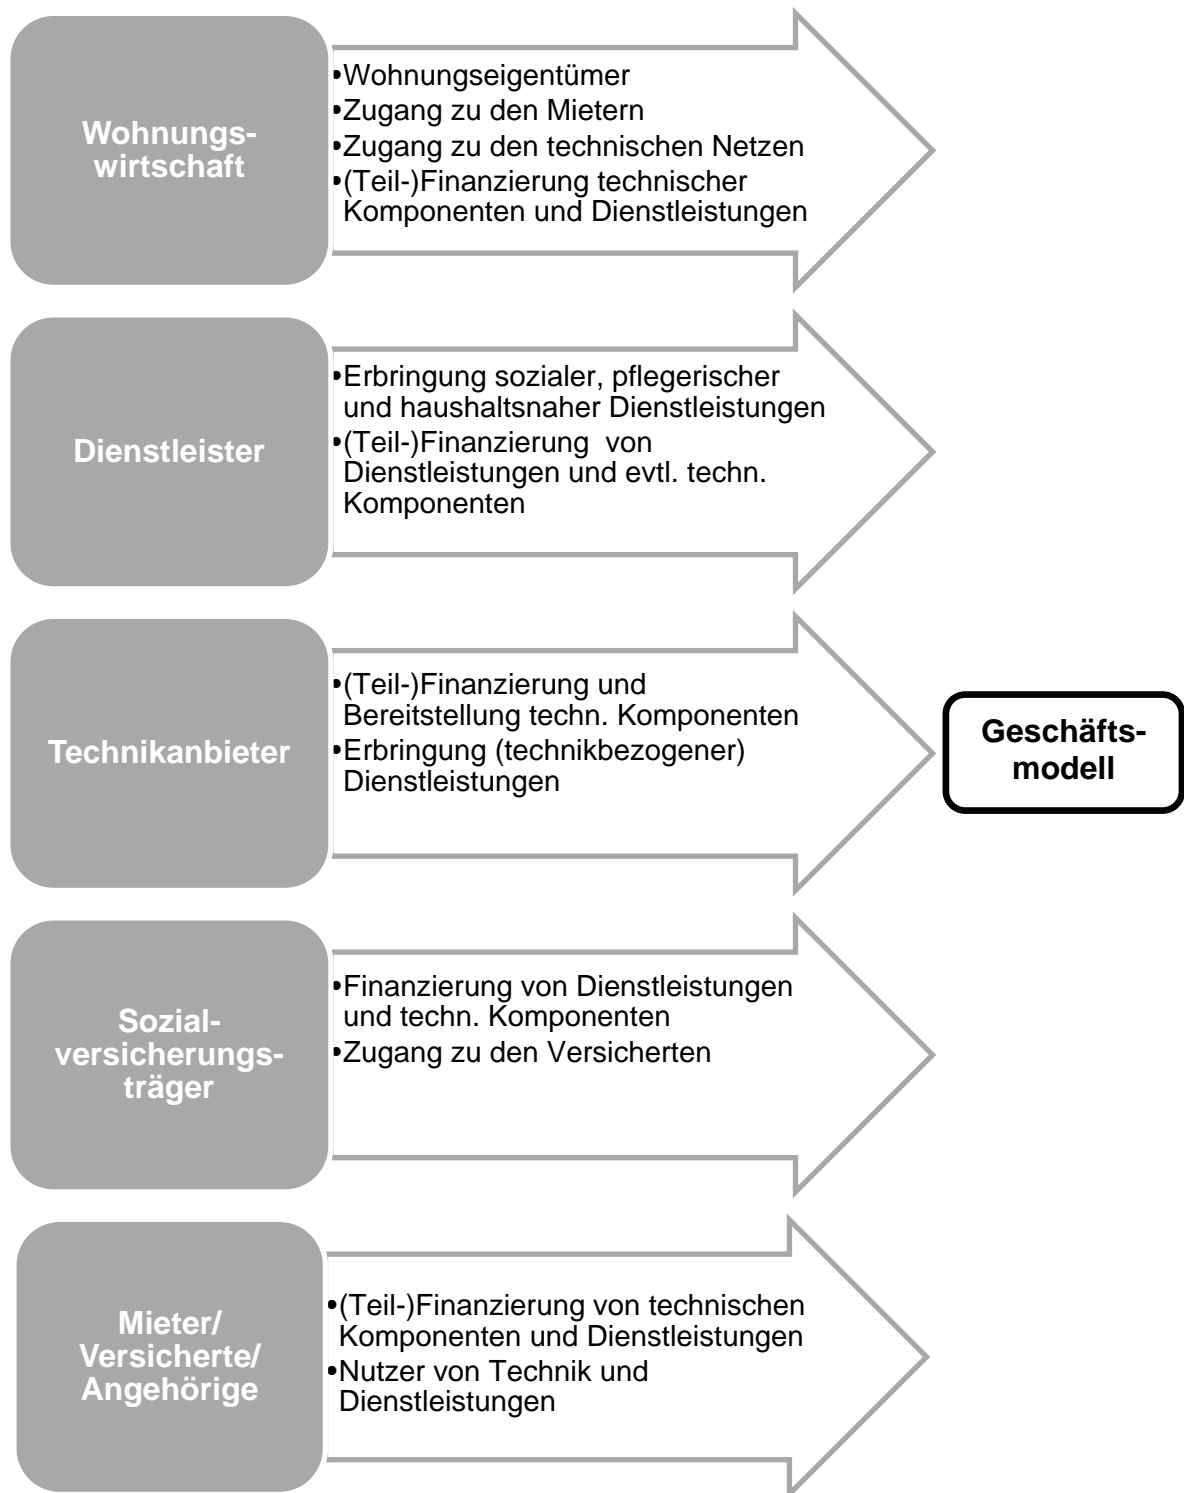 Wohnungs-
wirtschaft
•Wohnungseigentümer
•Zugang zu den Mietern
•Zugang zu den technischen Netzen
•(Teil-)Finanzierung technischer
Komponenten und Dienstleistungen
Dienstleister
•Erbringung sozialer, pflegerischer
und haushaltsnaher Dienstleistungen
•(Teil-)Finanzierung  von
Dienstleistungen und evtl. techn.
Komponenten
Technikanbieter
•(Teil-)Finanzierung und
Bereitstellung techn. Komponenten
•Erbringung (technikbezogener)
Dienstleistungen
Geschäfts-
modell
Sozial-
versicherungs-
träger
•Finanzierung von Dienstleistungen
und techn. Komponenten
•Zugang zu den Versicherten
Mieter/
Versicherte/
Angehörige
•(Teil-)Finanzierung von technischen
Komponenten und Dienstleistungen
•Nutzer von Technik und
Dienstleistungen